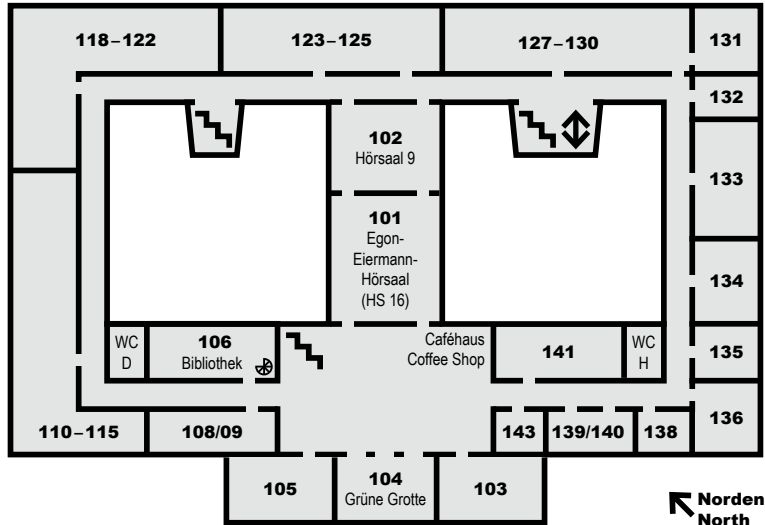 118–122
123–125
127–130
131
132
102
Hörsaal 9
133
101
Egon-
Eiermann-
Hörsaal
(HS 16)
134
WC
D
106
Bibliothek
Caféhaus
Coffee Shop
141
WC
H
135
110–115
108/09
143
139/140
138
136
105
104
Grüne Grotte
103
Norden
North